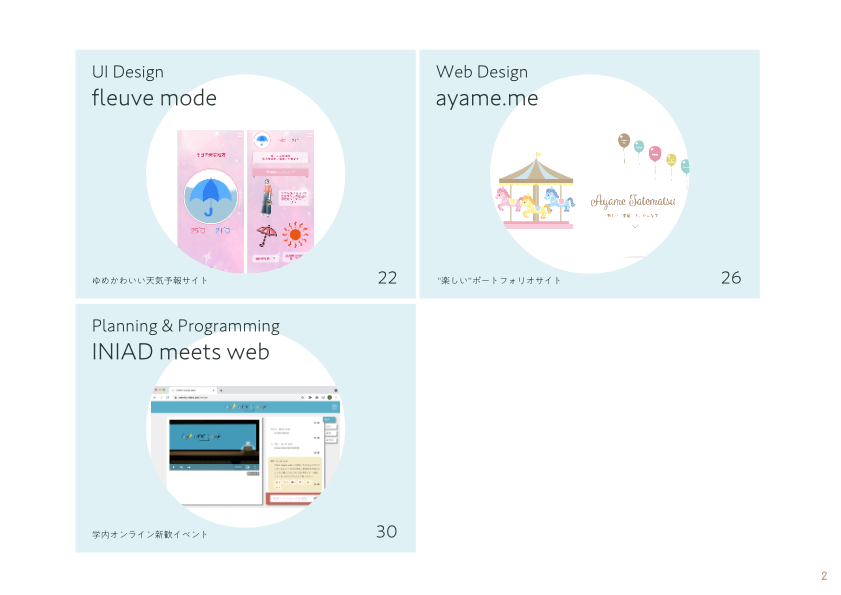 UI Design
fleuve mode
ゆめかわいい天気予報サイト
22
Web Design
ayame.me
Ayame Tatematsu
"楽しい"ポートフォリオサイト
26
Planning & Programming
INIAD meets web
学内オンライン新歓イベント
30
2